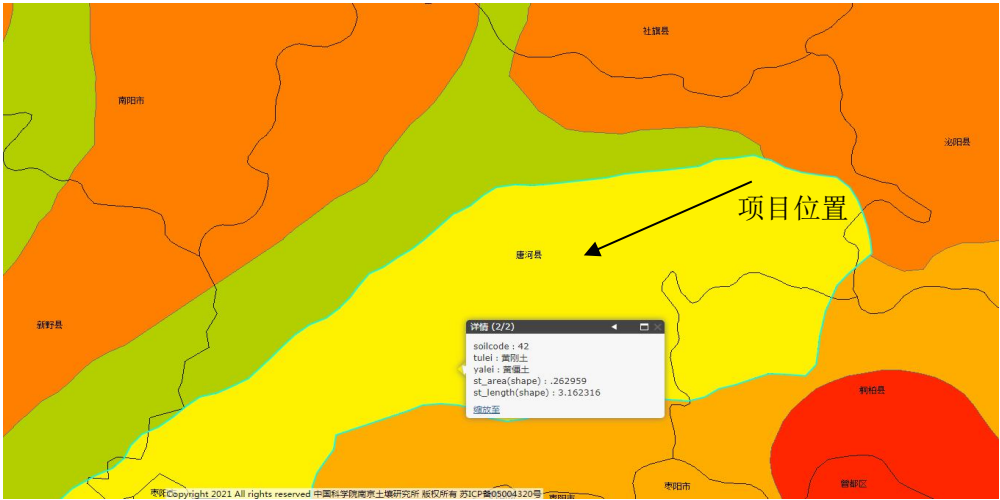 社旗县
南阳市
泌阳县
项目位置
唐河县
新野县
详情 (2/2)
soilcode : 42
tulei : 黄刚土
yalei : 黄僵土
st_area(shape) : .262959
st_length(shape) : 3.162316
缩放至
桐柏县
曾都区
枣阳市
枣阳市
Copyright 2021 All rights reserved 中国科学院南京土壤研究所 版权所有 苏ICP备05004320号